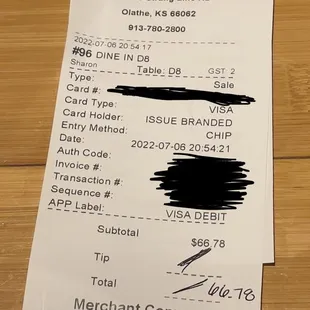 Olathe, KS 66062
913-780-2800
2022-07-06 20:54:17
#96 DINE IN D8
Sharon Table: D8 GST 2
Type: Sale
Card #:
Card Type: VISA
Card Holder: ISSUE BRANDED
Entry Method: CHIP
Date: 2022-07-06 20:54:21
Auth Code:
Invoice #:
Transaction #:
Sequence #:
APP Label: VISA DEBIT
Subtotal $66.78
Tip
Total 66.78
Merchant